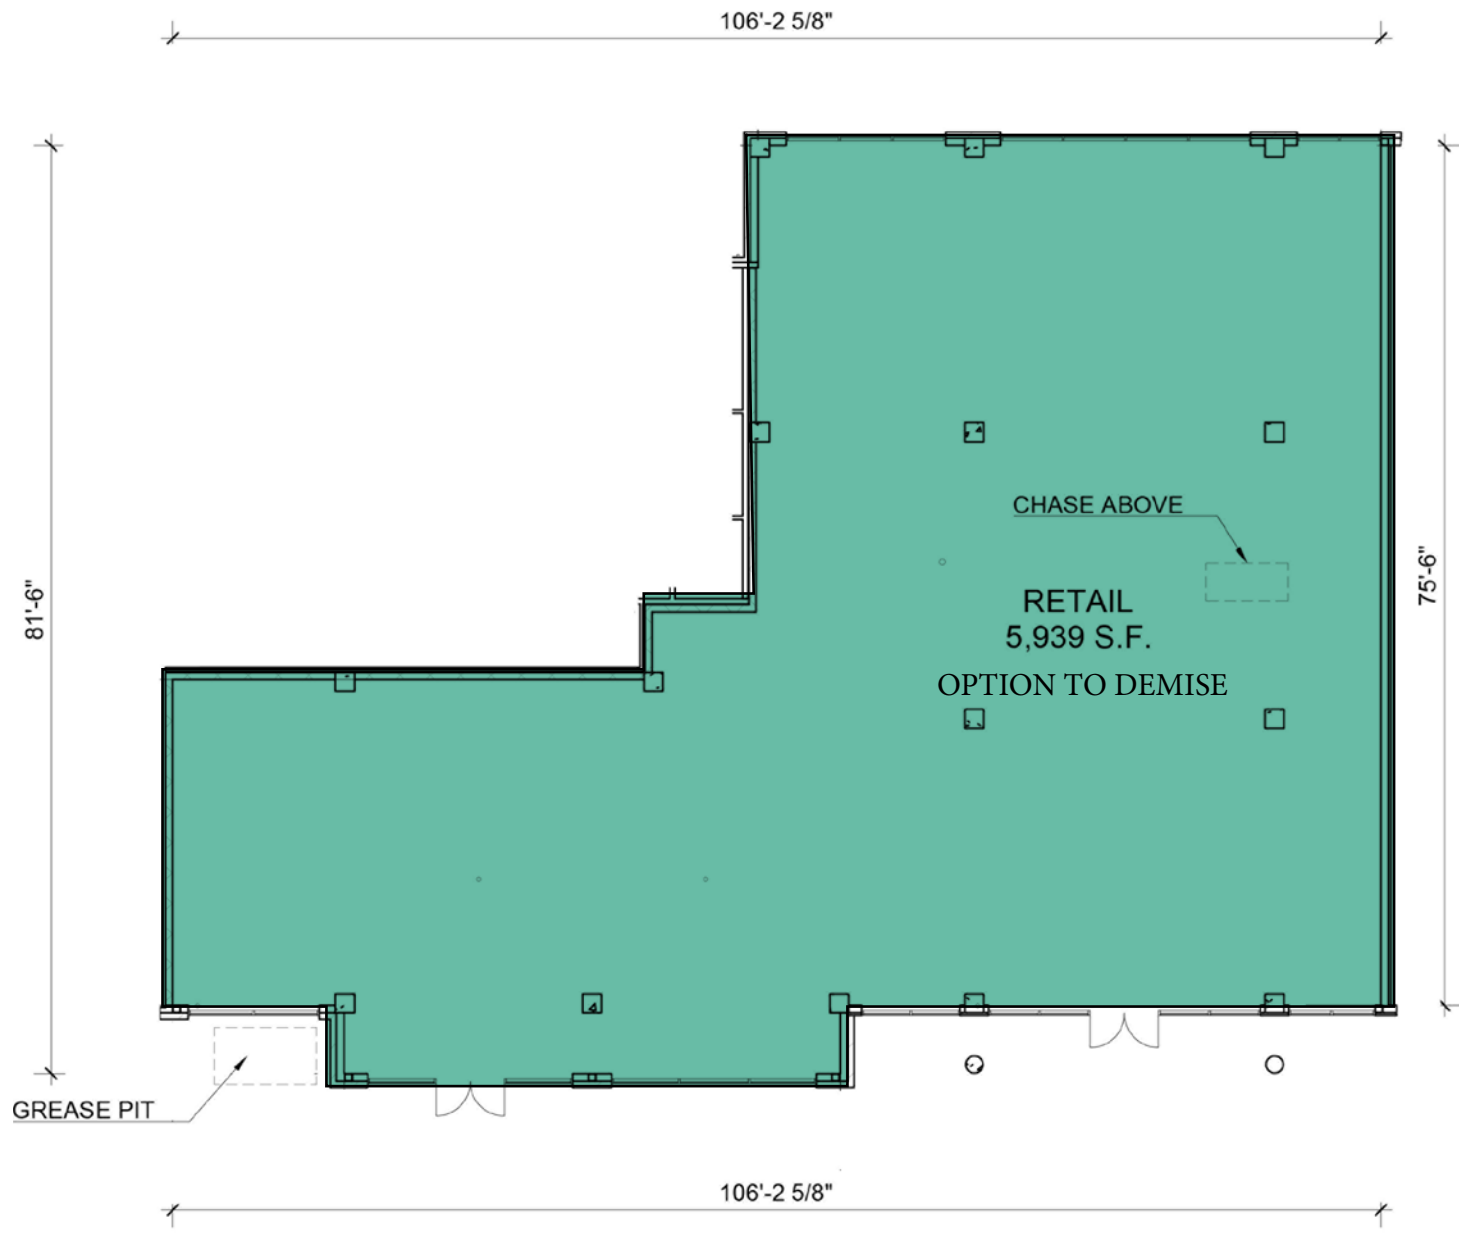 106'-2 5/8"
81'-6"
75'-6"
CHASE ABOVE
RETAIL
5,939 S.F.
OPTION TO DEMISE
GREASE PIT
106'-2 5/8"